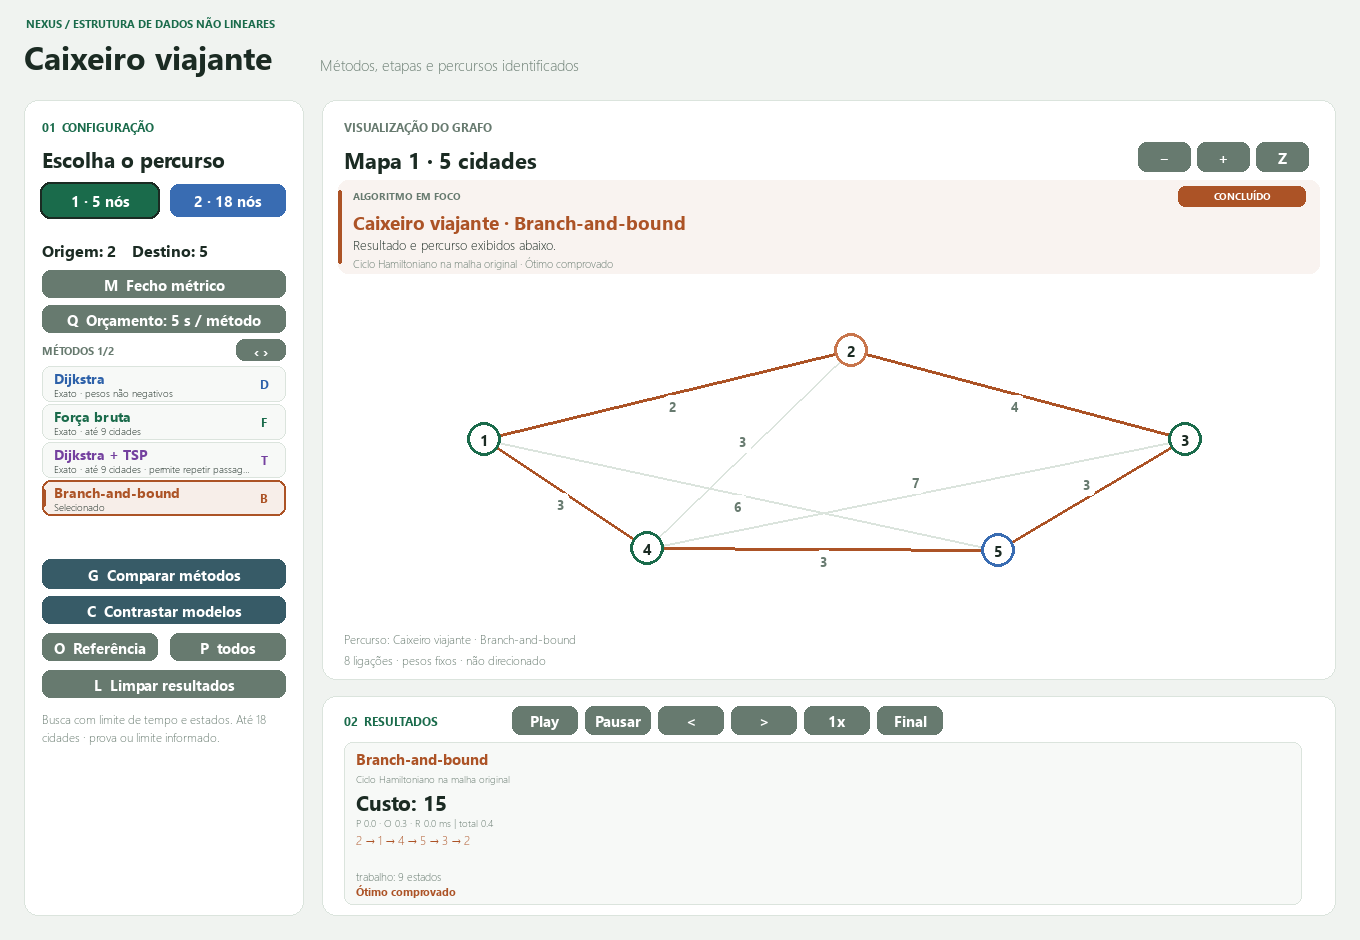 NEXUS / ESTRUTURA DE DADOS NÃO LINEARES
Caixeiro viajante
Métodos, etapas e percursos identificados
01 CONFIGURAÇÃO
Escolha o percurso
1 · 5 nós
2 · 18 nós
Origem: 2 Destino: 5
M Fecho métrico
Q Orçamento: 5 s / método
MÉTODOS 1/2
‹ ›
Dijkstra
Exato · pesos não negativos
D
Força bruta
Exato · até 9 cidades
F
Dijkstra + TSP
Exato · até 9 cidades · permite repetir passag...
T
Branch-and-bound
Selecionado
B
G Comparar métodos
C Contrastar modelos
O Referência
P todos
L Limpar resultados
Busca com limite de tempo e estados. Até 18
cidades · prova ou limite informado.
VISUALIZAÇÃO DO GRAFO
Mapa 1 · 5 cidades
−
+
Z
ALGORITMO EM FOCO
CONCLUÍDO
Caixeiro viajante · Branch-and-bound
Resultado e percurso exibidos abaixo.
Ciclo Hamiltoniano na malha original · Ótimo comprovado
2
2
4
3
1
3
7
3
3
6
4
5
3
Percurso: Caixeiro viajante · Branch-and-bound
8 ligações · pesos fixos · não direcionado
02 RESULTADOS
Play
Pausar
<
>
1x
Final
Branch-and-bound
Ciclo Hamiltoniano na malha original
Custo: 15
P 0.0 · O 0.3 · R 0.0 ms | total 0.4
2 → 1 → 4 → 5 → 3 → 2
trabalho: 9 estados
Ótimo comprovado